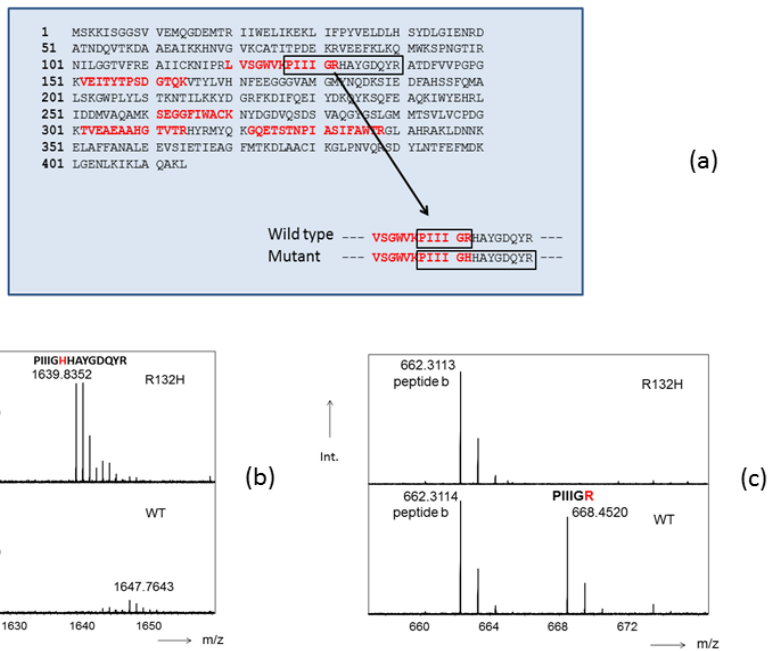 1 MSKKISGGSV VEMQGDEMTR IIWELIKEKL IFPYVELDLH SYDLGIENRD
51 ATNDQVTKDA AEAIKKHNVG VKCATITPDE KRVEEFKLKQ MWKSPNGTIR
101 NILGGTVFRE AIICKNIPRL VSGWVKPIII GRHAYGDQYR ATDFVVPGPG
151 KVEITYTPSD GTQKVTYLVH NFEEGGGVAM GMYNQDKSIE DFAHSSFQMA
201 LSKGWPLYLS TKNTILKKYD GRFKDIFQEI YDKQYKSQFE AQKIWYEHRL
251 IDDMVAQAMK SEGGFIWACK NYDGDVQSDS VAQGYGSLGM MTSVLVCPDG
301 KTVEAEAAHG TVTRHYRMYQ KGQETSTNPI ASIFAWTRGL AHRAKLDNNK
351 ELAFFANALE EVSIETIEAG FMTKDLAACI KGLPNVQRSD YLNTFEFMDK
401 LGENLKIKLA QAKL
(a)
Wild type --- VSGWVKPIII GRHAYGDQYR ---
Mutant --- VSGWVKPIII GHHAYGDQYR ---
PIIIGHHAYGDQYR
1639.8352
R132H
WT
1647.7643
1630 1640 1650
m/z
(b)
Int.
662.3113
peptide b
R132H
662.3114
peptide b
PIIIGR
668.4520
WT
660 664 668 672
m/z
(c)